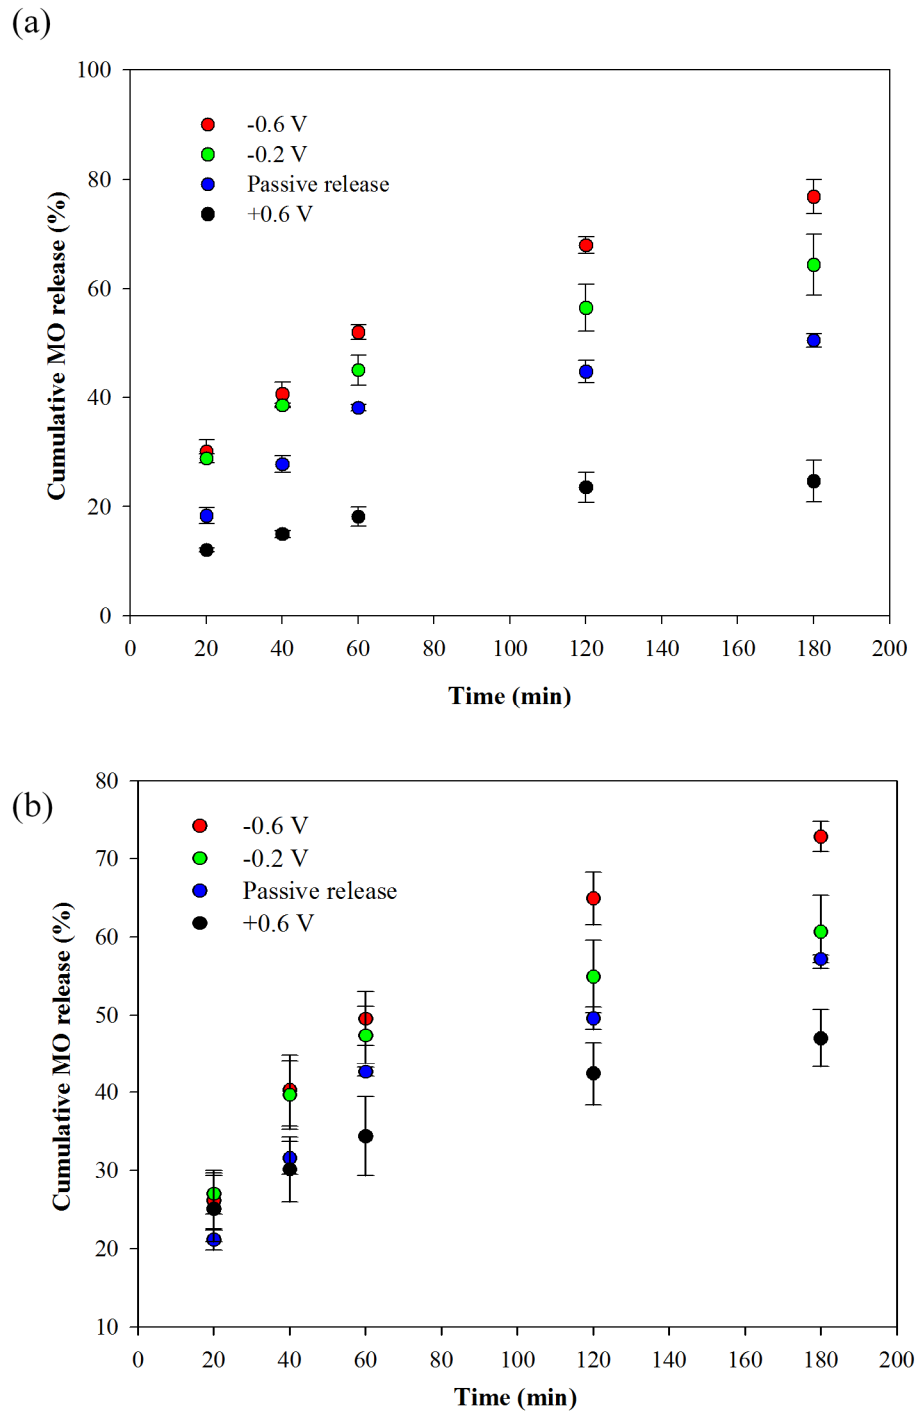 (a)
100
80
60
40
20
0
-0.6 V
-0.2 V
Passive release
+0.6 V
Cumulative MO release (%)
0 20 40 60 80 100 120 140 160 180 200
Time (min)
(b)
80
70
60
50
40
30
20
10
-0.6 V
-0.2 V
Passive release
+0.6 V
Cumulative MO release (%)
0 20 40 60 80 100 120 140 160 180 200
Time (min)